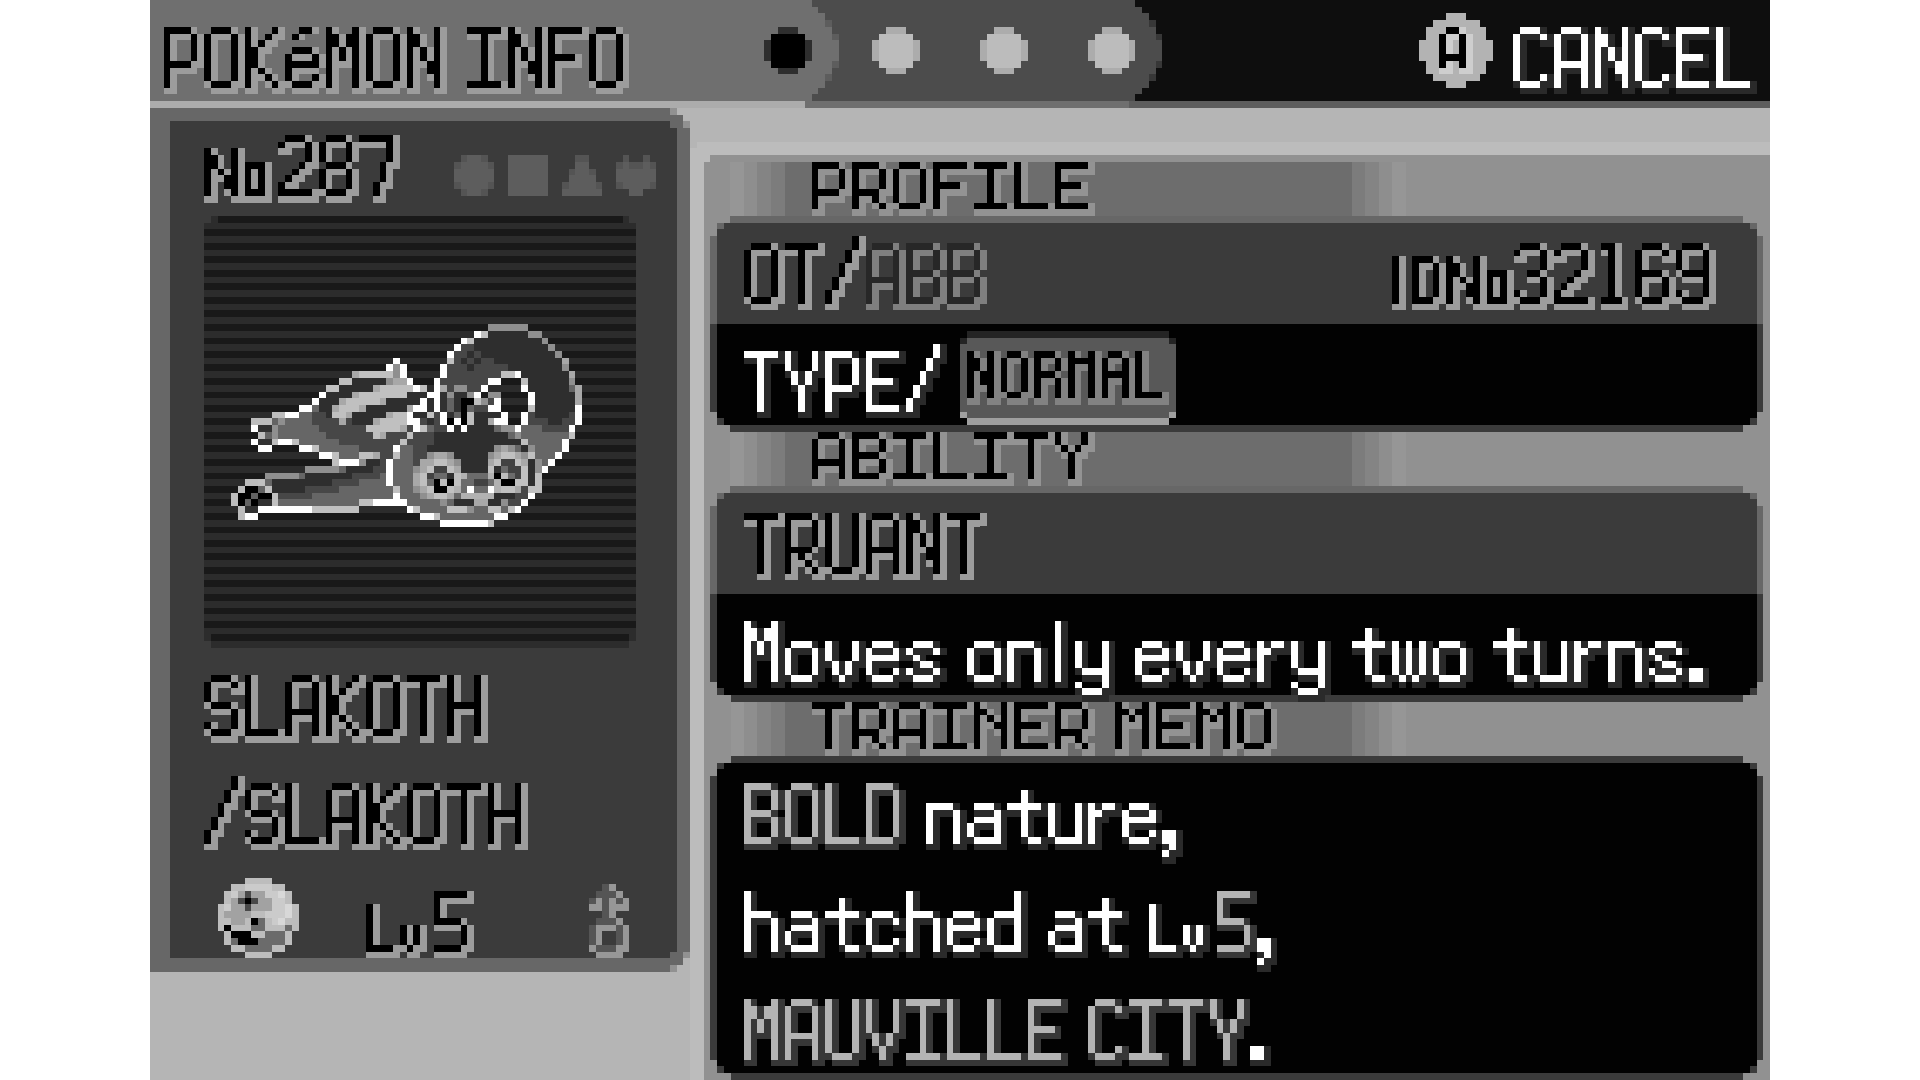 POKéMON INFO
A CANCEL
No287
SLAKOTH
/SLAKOTH
Lv5 ♂
PROFILE
OT/ABB IDNo32169
TYPE/ NORMAL
ABILITY
TRUANT
Moves only every two turns.
TRAINER MEMO
BOLD nature,
hatched at Lv5,
MAUVILLE CITY.